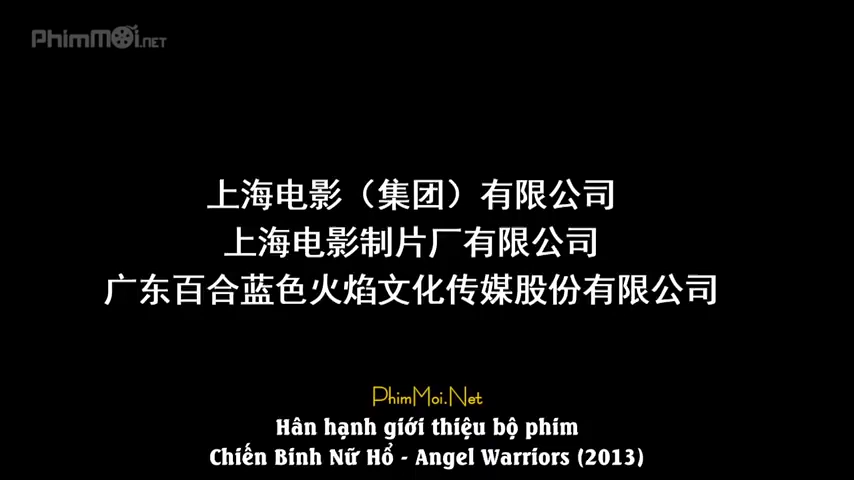 PhimMOi.NET
上海电影（集团）有限公司
上海电影制片厂有限公司
广东百合蓝色火焰文化传媒股份有限公司
PhimMoi.Net
Hân hạnh giới thiệu bộ phim
Chiến Binh Nữ Hổ - Angel Warriors (2013)